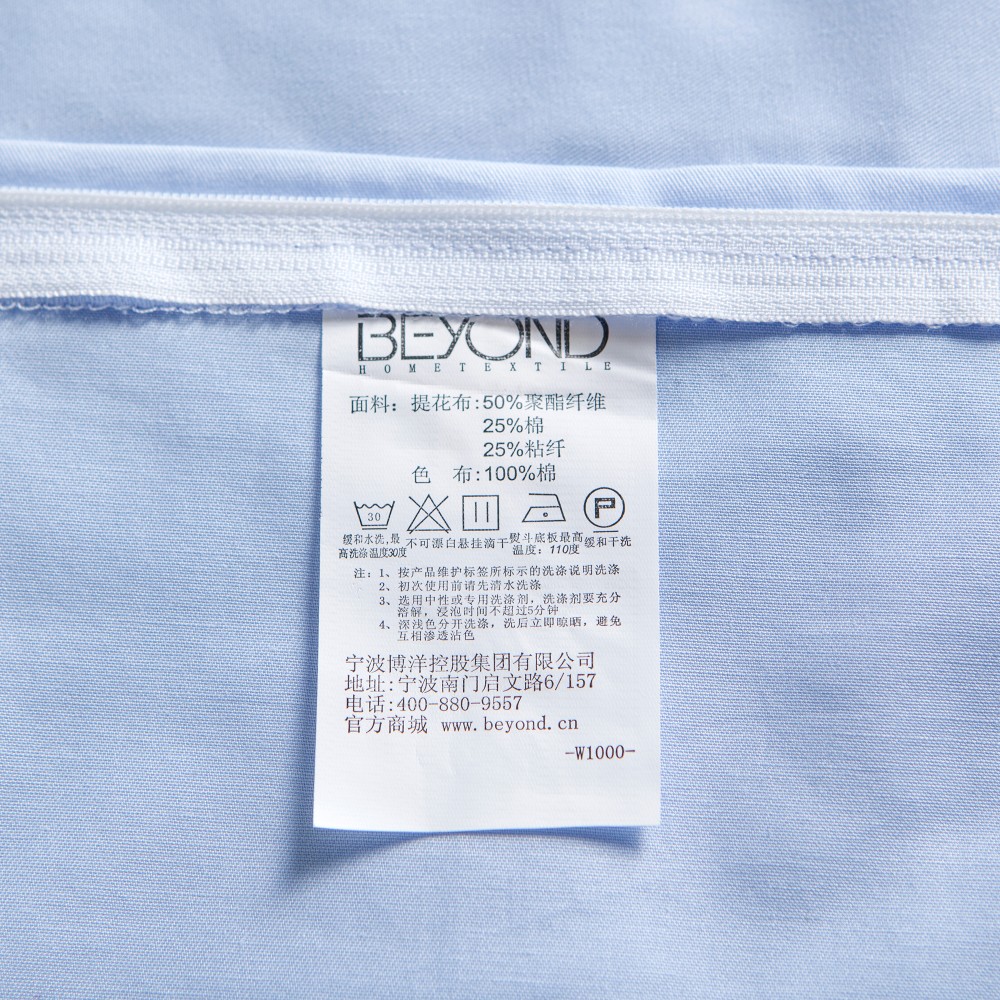 BEYOND
HOMETEXTILE
面料：提花布:50%聚酯纤维
25%棉
25%粘纤
色 布:100%棉
30 P
缓和水洗,最高洗涤温度30度 不可漂白 悬挂滴干 熨斗底板最高温度：110度 缓和干洗
注：1、按产品维护标签所标示的洗涤说明洗涤
2、初次使用前请先清水洗涤
3、选用中性或专用洗涤剂，洗涤剂要充分
溶解，浸泡时间不超过5分钟
4、深浅色分开洗涤，洗后立即晾晒，避免
互相渗透沾色
宁波博洋控股集团有限公司
地址:宁波南门启文路6/157
电话:400-880-9557
官方商城 www.beyond.cn
-W1000-